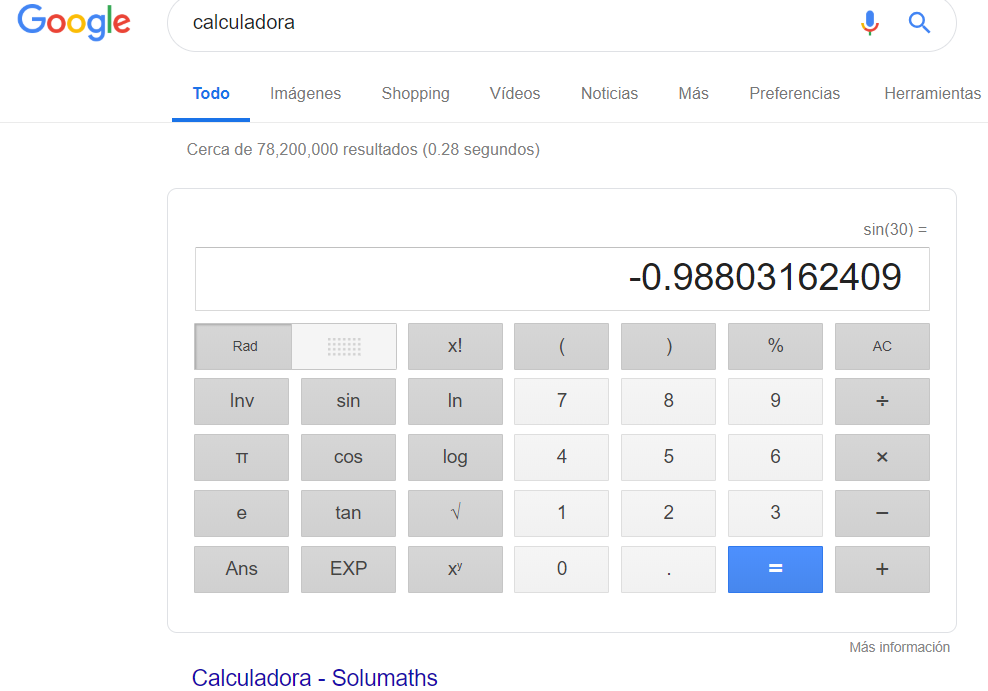 Google calculadora
Todo Imágenes Shopping Vídeos Noticias Más Preferencias Herramientas
Cerca de 78,200,000 resultados (0.28 segundos)
sin(30) =
-0.98803162409
Rad x! ( ) % AC
Inv sin ln 7 8 9 ÷
π cos log 4 5 6 ×
e tan √ 1 2 3 −
Ans EXP xʸ 0 . = +
Más información
Calculadora - Solumaths